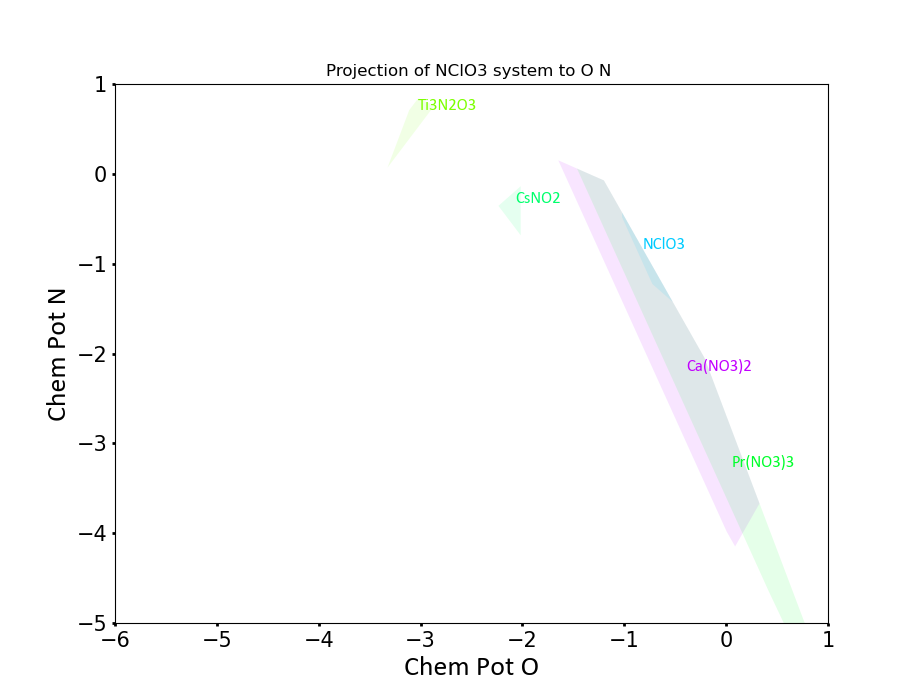 Projection of NClO3 system to O N
1
Ti3N2O3
0
CsNO2
NClO3
−1
Chem Pot N
−2
Ca(NO3)2
−3
Pr(NO3)3
−4
−5
−6 −5 −4 −3 −2 −1 0 1
Chem Pot O